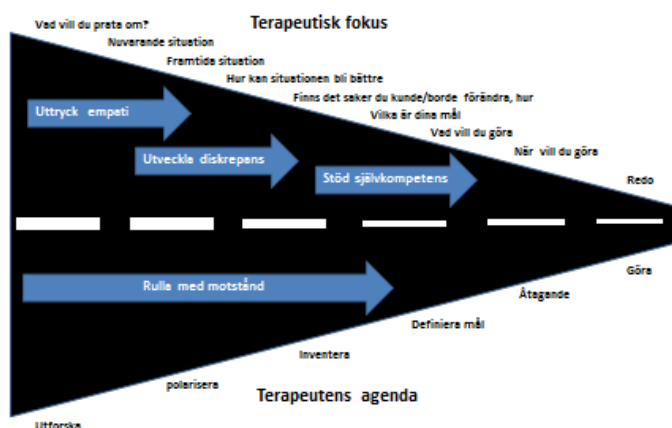 Terapeutisk fokus
Vad vill du prata om?
Nuvarande situation
Framtida situation
Hur kan situationen bli bättre
Finns det saker du kunde/borde förändra, hur
Vilka är dina mål
Vad vill du göra
När vill du göra
Redo
Uttryck empati
Utveckla diskrepans
Stöd självkompetens
Rulla med motstånd
Göra
Åtagande
Definiera mål
Inventera
polarisera
Terapeutens agenda
Utforska